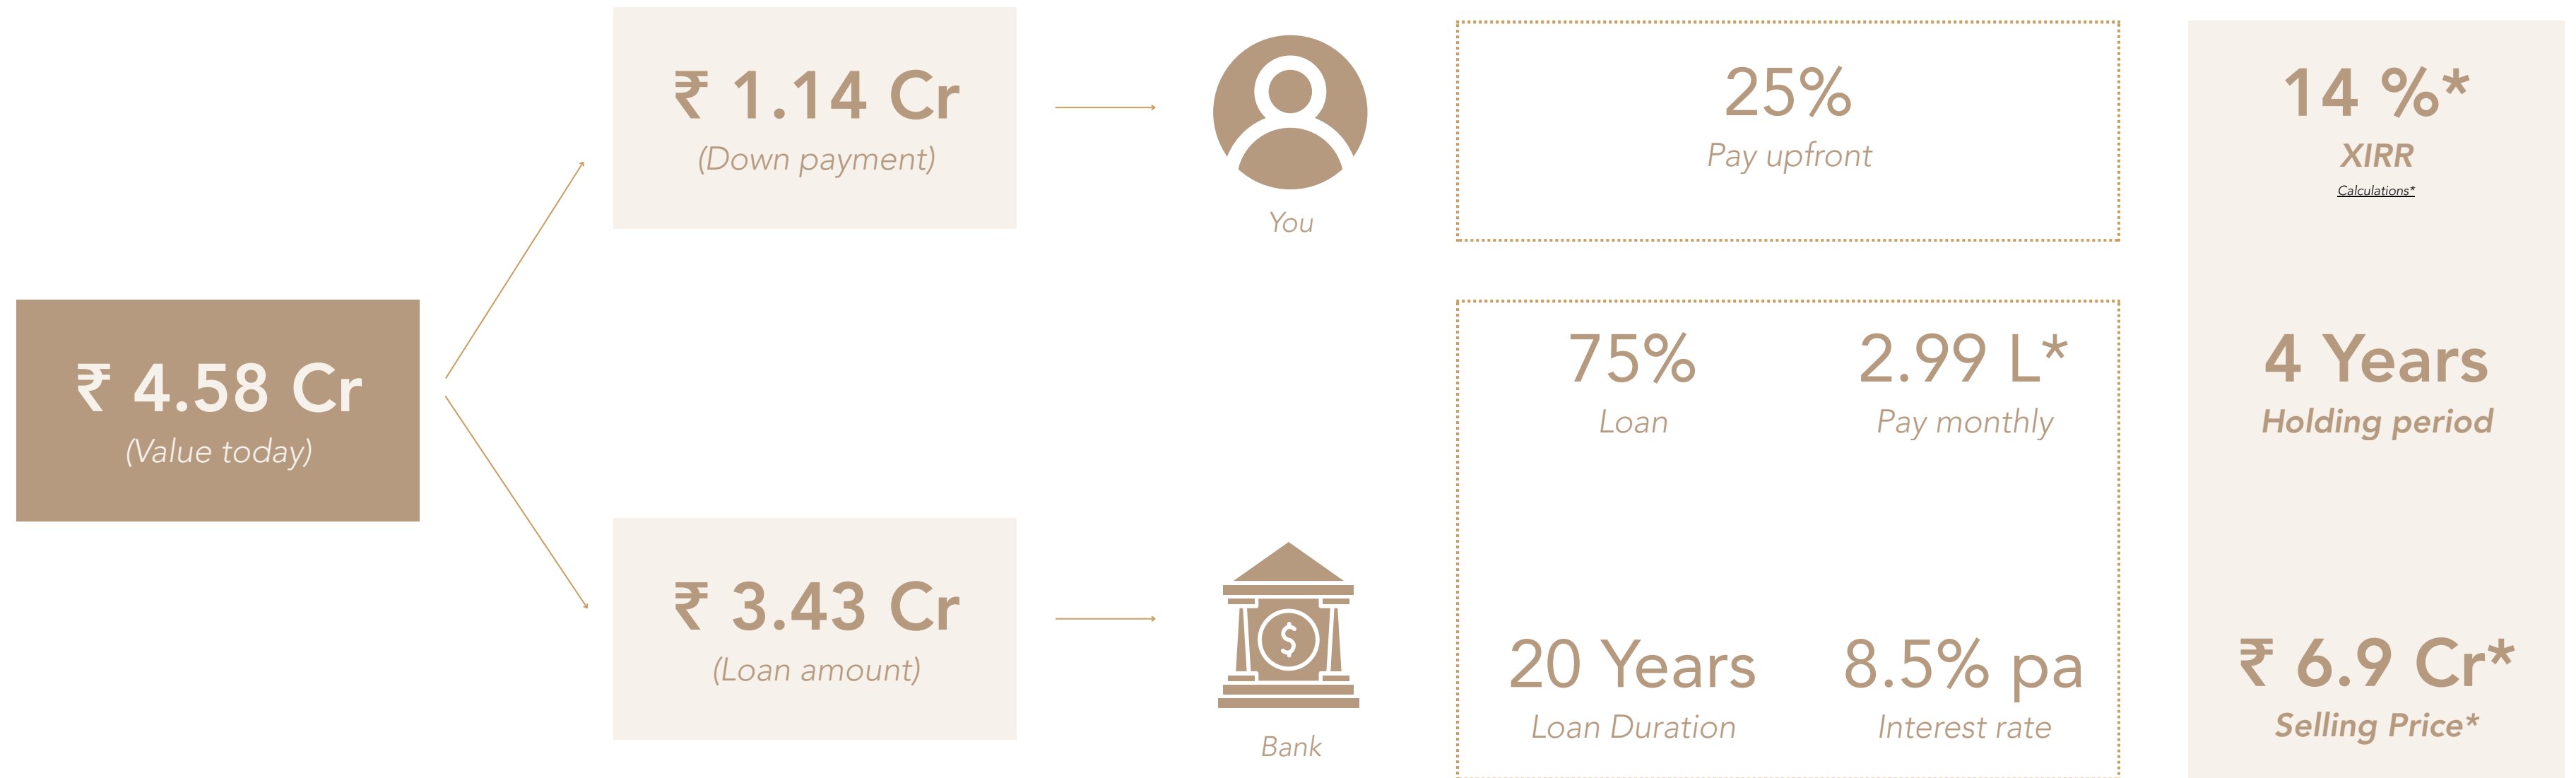 ₹ 4.58 Cr
(Value today)
₹ 1.14 Cr
(Down payment)
You
25%
Pay upfront
₹ 3.43 Cr
(Loan amount)
$
Bank
75%
Loan
2.99 L*
Pay monthly
20 Years
Loan Duration
8.5% pa
Interest rate
14 %*
XIRR
Calculations*
4 Years
Holding period
₹ 6.9 Cr*
Selling Price*